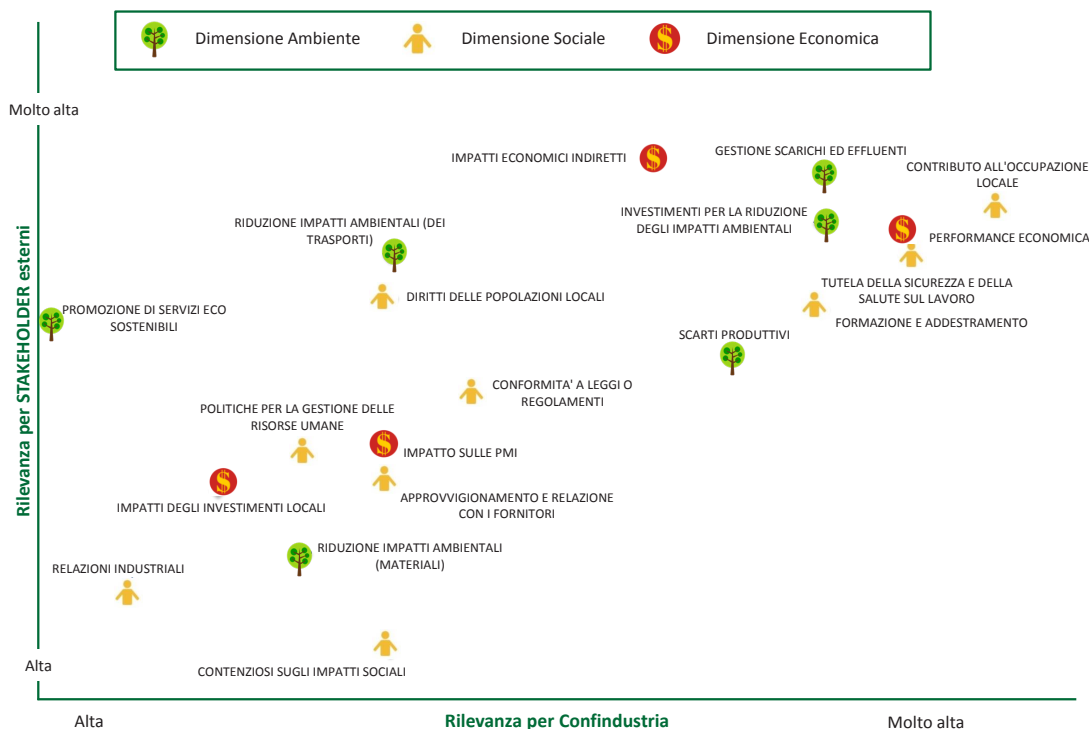 Dimensione Ambiente
Dimensione Sociale
Dimensione Economica
Molto alta
IMPATTI ECONOMICI INDIRETTI
GESTIONE SCARICHI ED EFFLUENTI
CONTRIBUTO ALL'OCCUPAZIONE
LOCALE
RIDUZIONE IMPATTI AMBIENTALI (DEI
TRASPORTI)
INVESTIMENTI PER LA RIDUZIONE
DEGLI IMPATTI AMBIENTALI
PERFORMANCE ECONOMICA
TUTELA DELLA SICUREZZA E DELLA
SALUTE SUL LAVORO
DIRITTI DELLE POPOLAZIONI LOCALI
PROMOZIONE DI SERVIZI ECO
SOSTENIBILI
FORMAZIONE E ADDESTRAMENTO
SCARTI PRODUTTIVI
CONFORMITA' A LEGGI O
REGOLAMENTI
POLITICHE PER LA GESTIONE DELLE
RISORSE UMANE
IMPATTO SULLE PMI
IMPATTI DEGLI INVESTIMENTI LOCALI
APPROVVIGIONAMENTO E RELAZIONE
CON I FORNITORI
RIDUZIONE IMPATTI AMBIENTALI
(MATERIALI)
RELAZIONI INDUSTRIALI
CONTENZIOSI SUGLI IMPATTI SOCIALI
Rilevanza per STAKEHOLDER esterni
Alta
Alta
Rilevanza per Confindustria
Molto alta